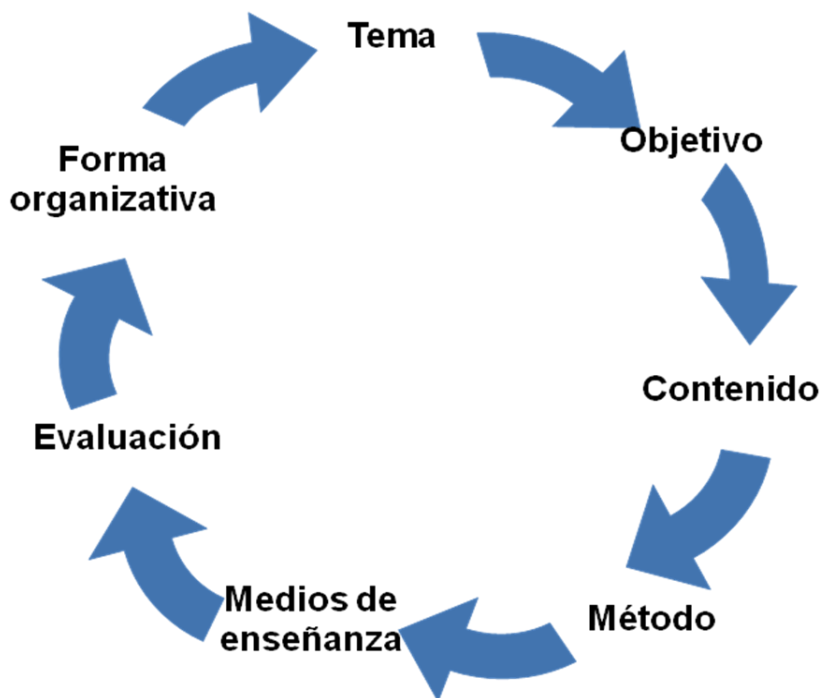 Tema
Objetivo
Contenido
Método
Medios de
enseñanza
Evaluación
Forma
organizativa